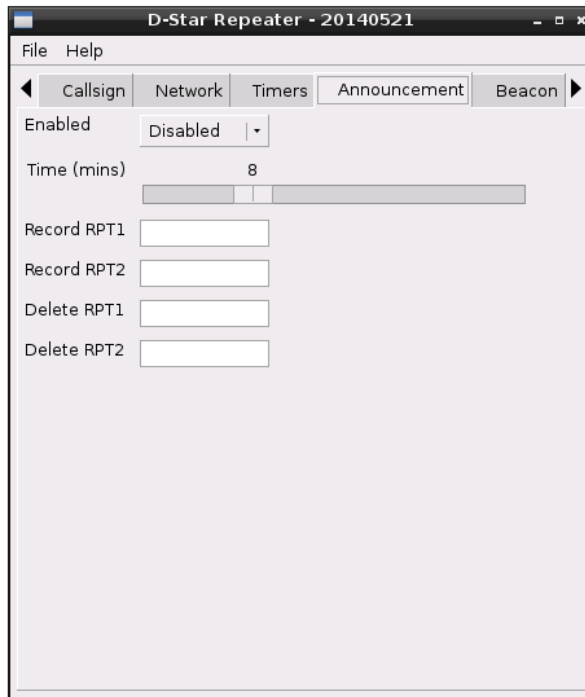 D-Star Repeater - 20140521
File Help
Callsign Network Timers Announcement Beacon
Enabled Disabled
Time (mins) 8
Record RPT1
Record RPT2
Delete RPT1
Delete RPT2